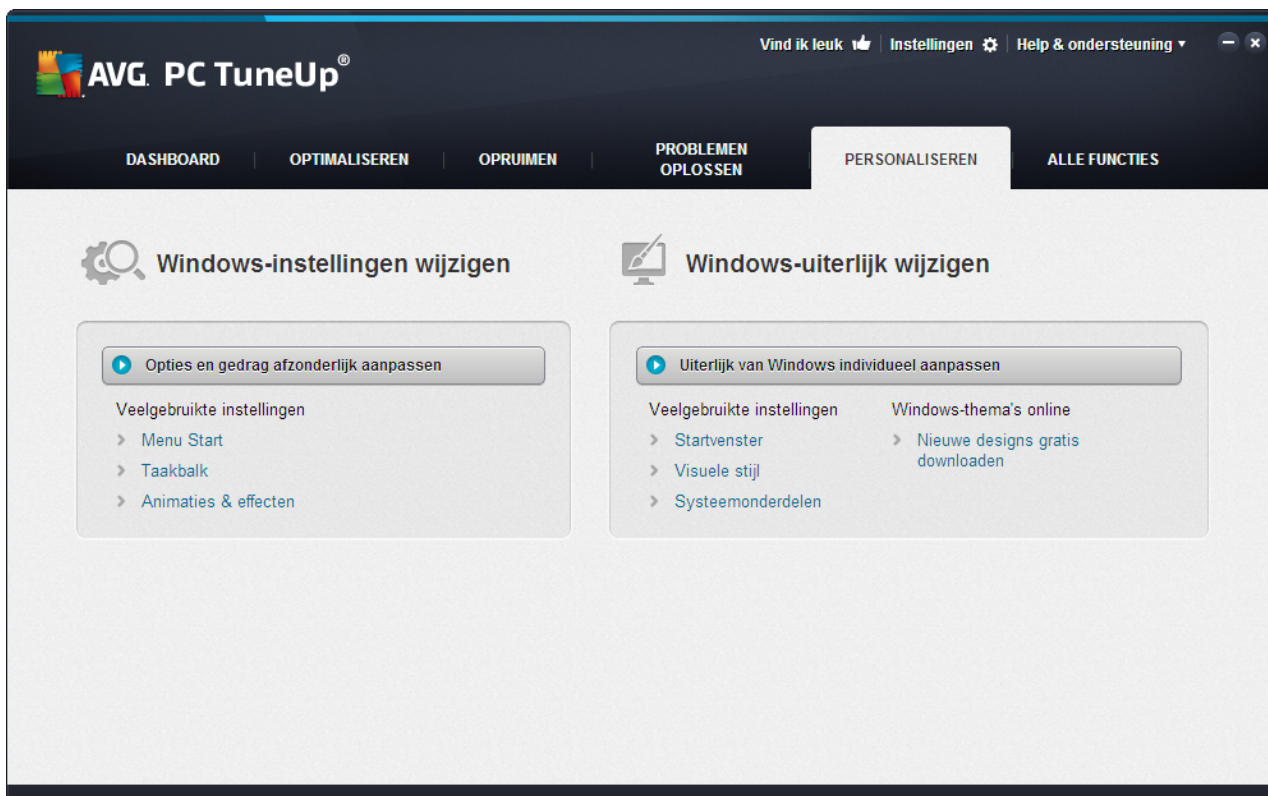 Vind ik leuk Instellingen Help & ondersteuning
AVG. PC TuneUp®
DASHBOARD OPTIMALISEREN OPRUIMEN PROBLEMEN OPLOSSEN PERSONALISEREN ALLE FUNCTIES
Windows-instellingen wijzigen
Opties en gedrag afzonderlijk aanpassen
Veelgebruikte instellingen
Menu Start
Taakbalk
Animaties & effecten
Windows-uiterlijk wijzigen
Uiterlijk van Windows individueel aanpassen
Veelgebruikte instellingen
Startvenster
Visuele stijl
Systeemonderdelen
Windows-thema's online
Nieuwe designs gratis
downloaden